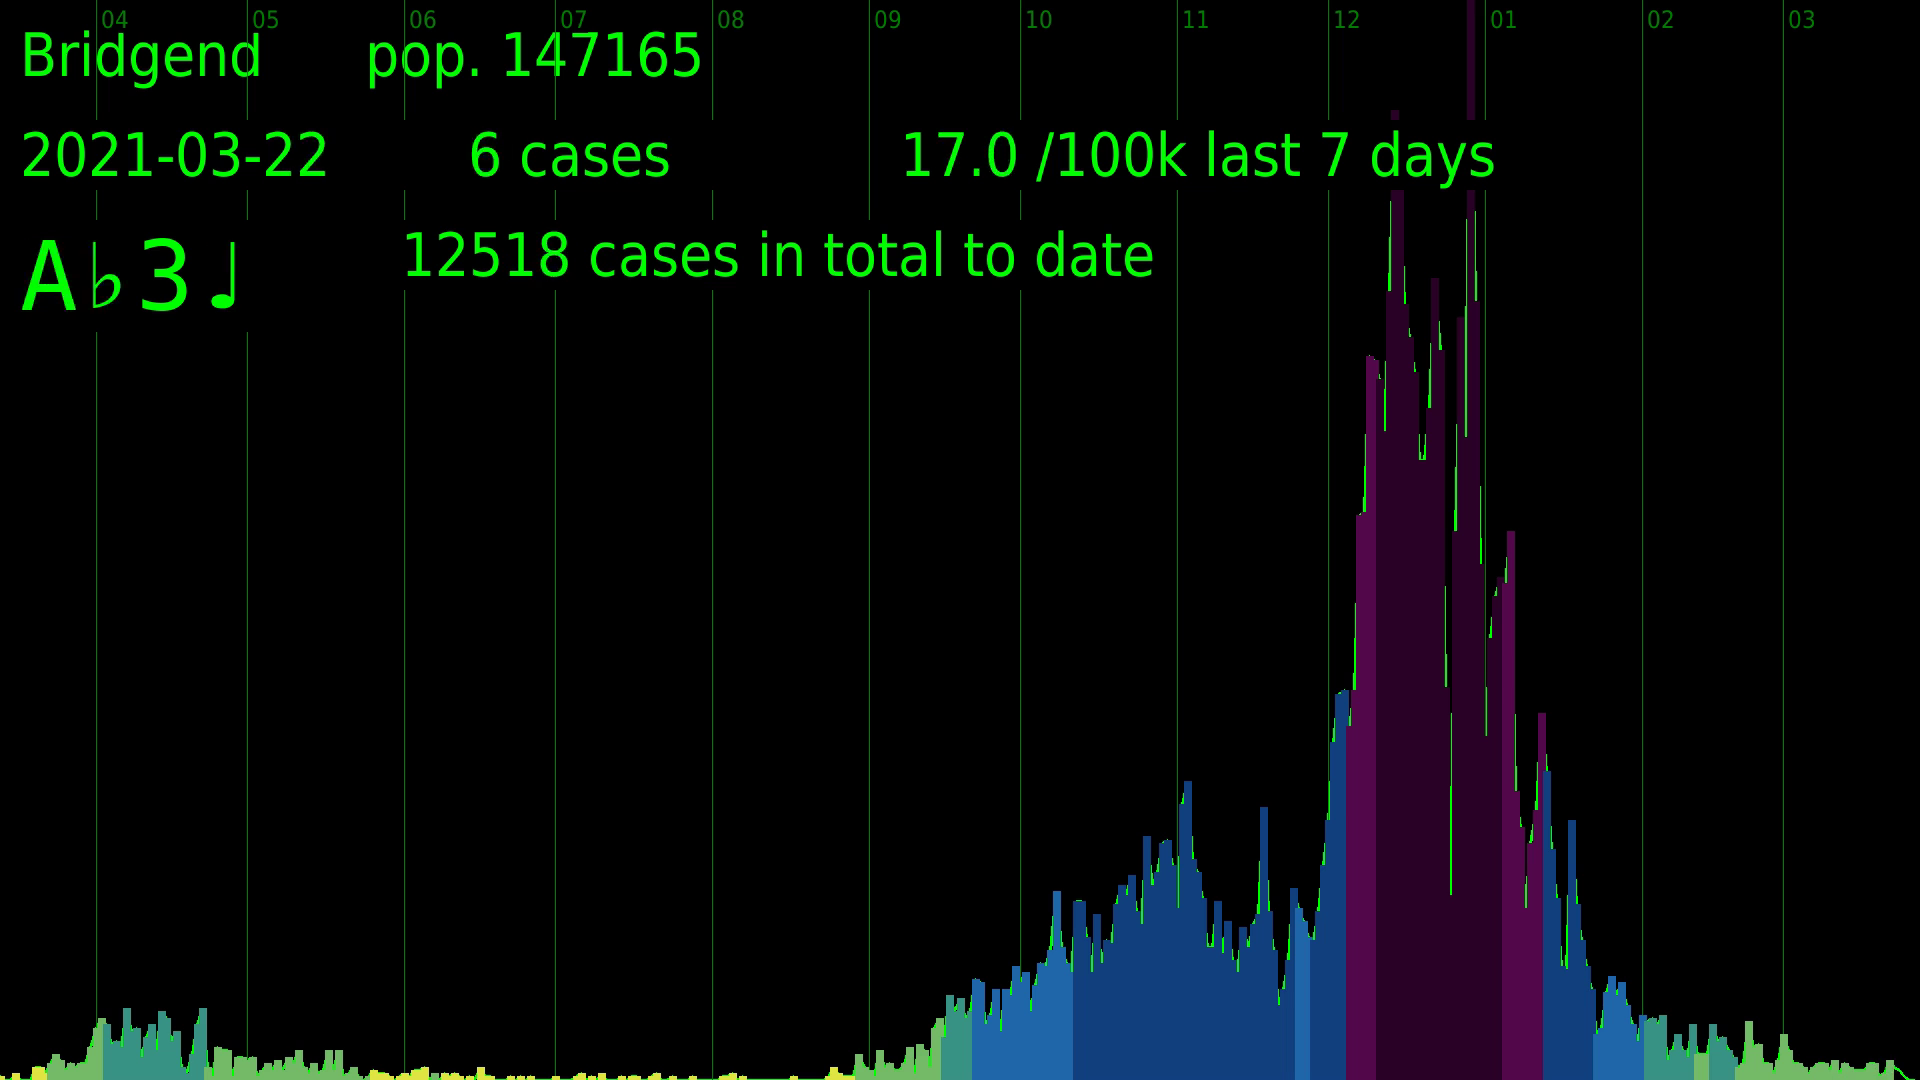 04 05 06 07 08 09 10 11 12 01 02 03
Bridgend pop. 147165
2021-03-22 6 cases 17.0 /100k last 7 days
A♭3♩ 12518 cases in total to date